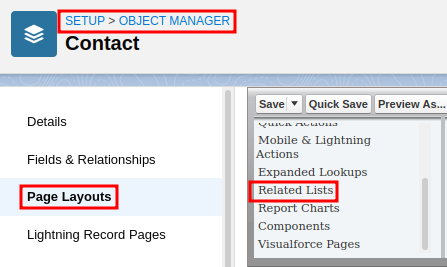 SETUP > OBJECT MANAGER
Contact
Details
Fields & Relationships
Page Layouts
Lightning Record Pages
Save Quick Save Preview As...
Quick Actions
Mobile & Lightning
Actions
Expanded Lookups
Related Lists
Report Charts
Components
Visualforce Pages